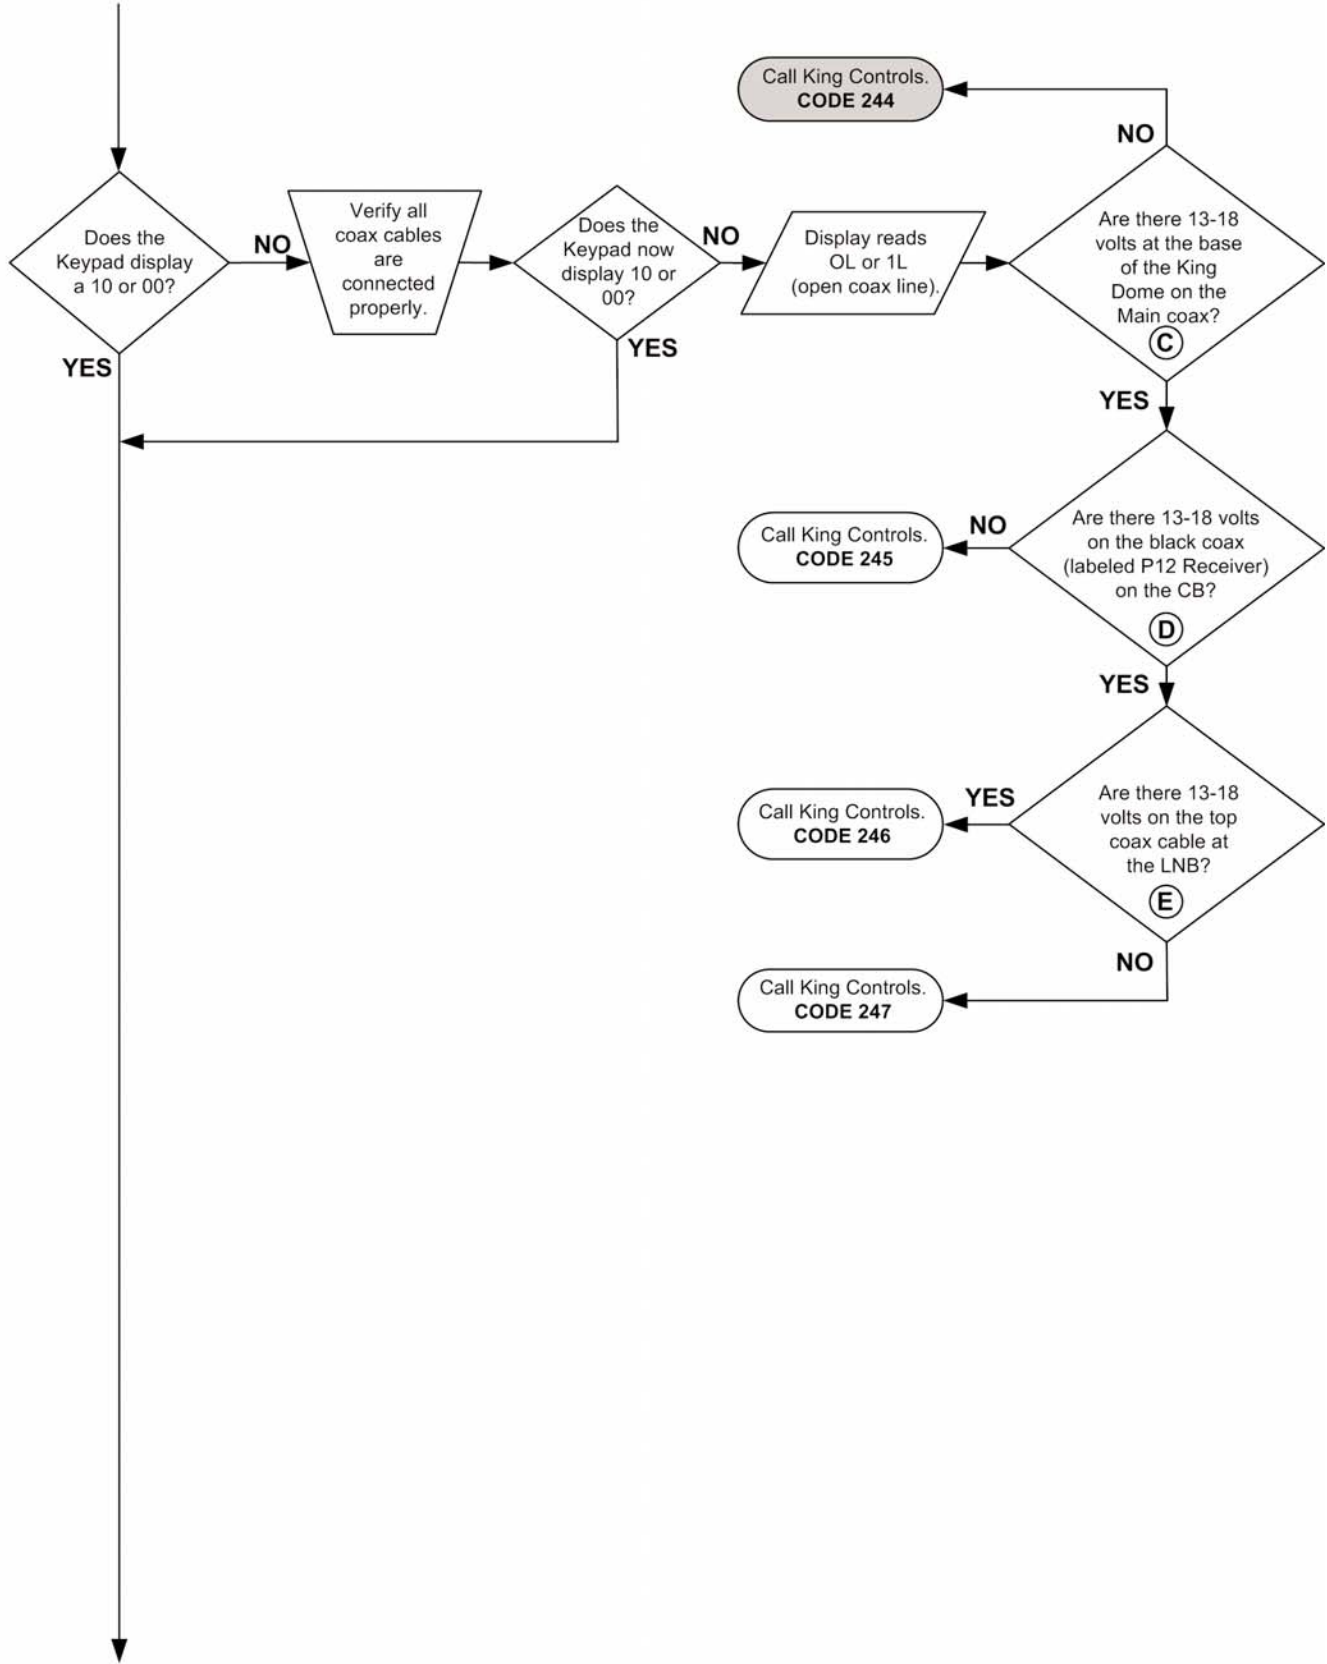 Call King Controls.
CODE 244
NO
Does the
Keypad display
a 10 or 00?
NO
Verify all
coax cables
are
connected
properly.
Does the
Keypad now
display 10 or
00?
NO
Display reads
OL or 1L
(open coax line).
Are there 13-18
volts at the base
of the King
Dome on the
Main coax?
C
YES
YES
YES
Are there 13-18 volts
on the black coax
(labeled P12 Receiver)
on the CB?
D
NO
Call King Controls.
CODE 245
YES
Are there 13-18
volts on the top
coax cable at
the LNB?
E
YES
Call King Controls.
CODE 246
NO
Call King Controls.
CODE 247